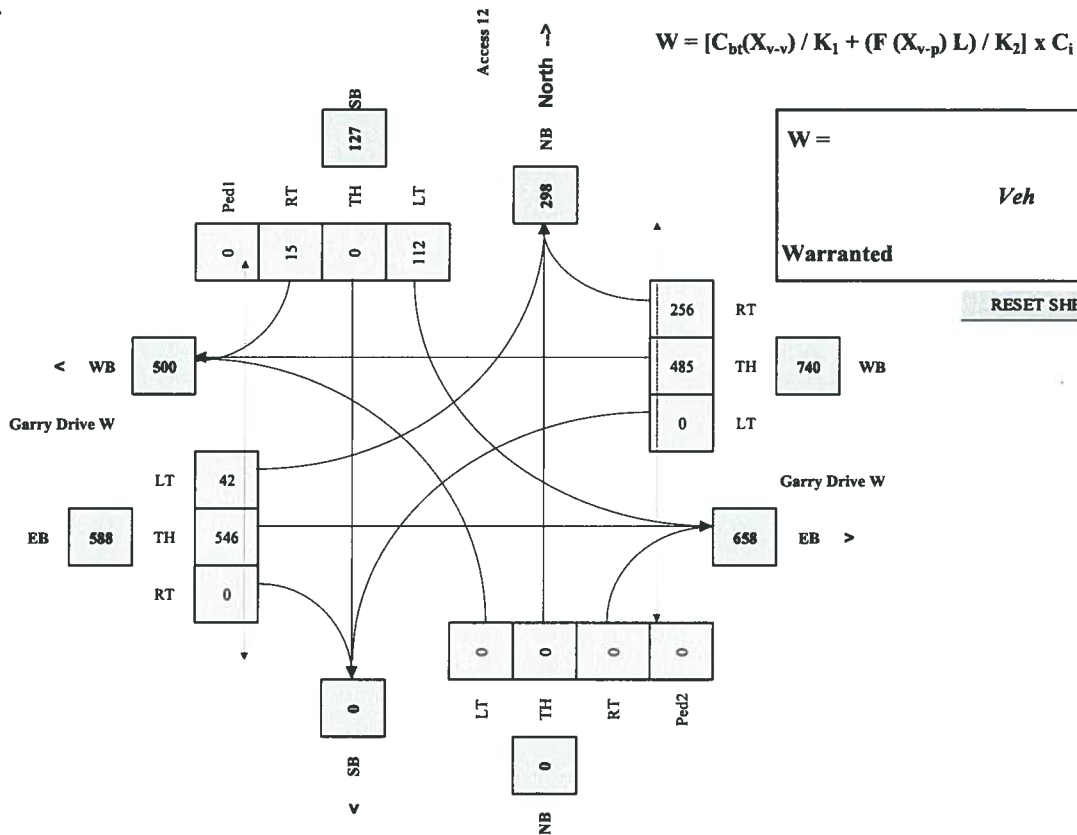 W = [Cbt(Xv-v) / K1 + (F (Xv-p) L) / K2] x Ci
Access 12
North -->
SB
127
Ped1
RT
TH
LT
0
15
0
112
NB
298
W =
Veh
Warranted
RESET SHE
256
RT
485
TH
740
WB
0
LT
< WB
500
Garry Drive W
LT
42
EB
588
TH
546
RT
0
Garry Drive W
658
EB >
0
0
0
0
LT
TH
RT
Ped2
0
SB
<
0
NB